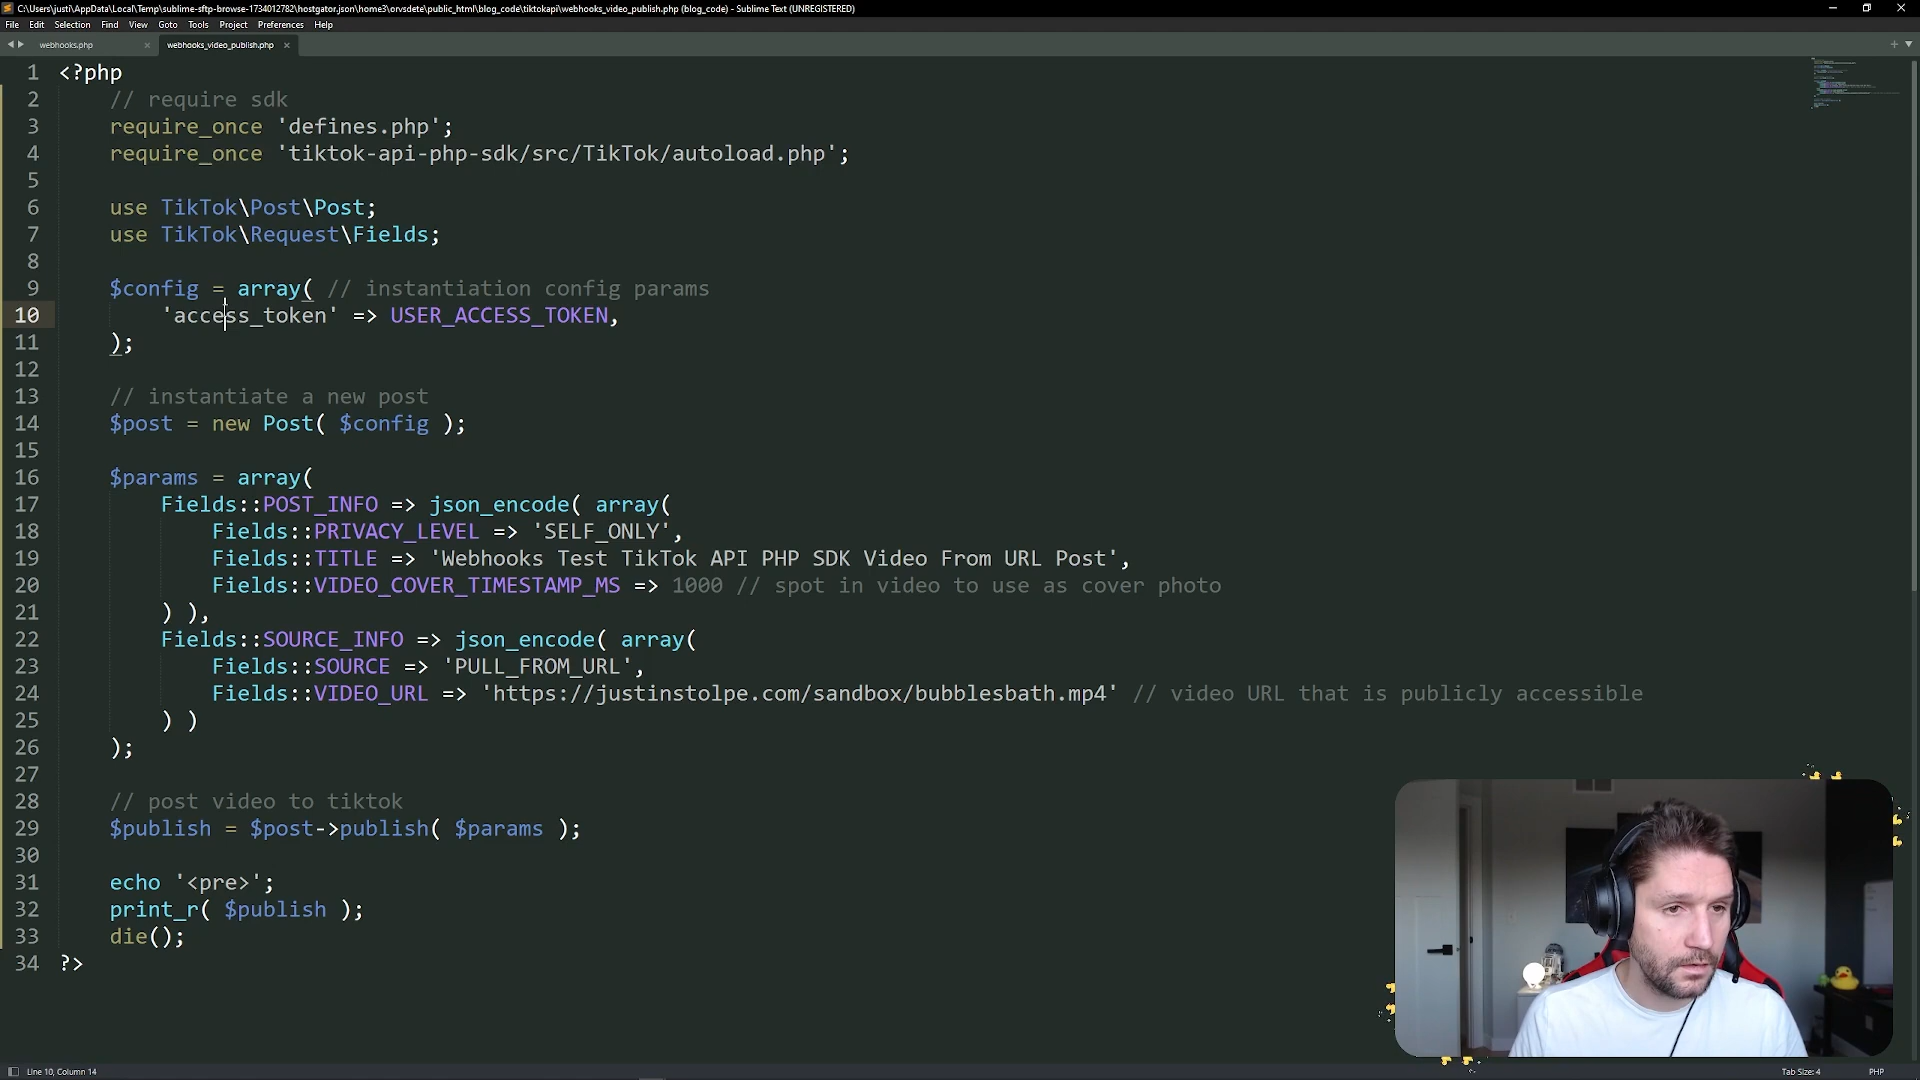 C:\Users\justi\AppData\Local\Temp\sublime-sftp-browse-1734012782\hostgator.json\home3\orvsdete\public_html\blog_code\tiktokapi\webhooks_video_publish.php (blog_code) - Sublime Text (UNREGISTERED)
File Edit Selection Find View Goto Tools Project Preferences Help
webhooks.php × webhooks_video_publish.php ×
1 <?php
2 // require sdk
3 require_once 'defines.php';
4 require_once 'tiktok-api-php-sdk/src/TikTok/autoload.php';
5
6 use TikTok\Post\Post;
7 use TikTok\Request\Fields;
8
9 $config = array( // instantiation config params
10 'access_token' => USER_ACCESS_TOKEN,
11 );
12
13 // instantiate a new post
14 $post = new Post( $config );
15
16 $params = array(
17 Fields::POST_INFO => json_encode( array(
18 Fields::PRIVACY_LEVEL => 'SELF_ONLY',
19 Fields::TITLE => 'Webhooks Test TikTok API PHP SDK Video From URL Post',
20 Fields::VIDEO_COVER_TIMESTAMP_MS => 1000 // spot in video to use as cover photo
21 ) ),
22 Fields::SOURCE_INFO => json_encode( array(
23 Fields::SOURCE => 'PULL_FROM_URL',
24 Fields::VIDEO_URL => 'https://justinstolpe.com/sandbox/bubblesbath.mp4' // video URL that is publicly accessible
25 ) )
26 );
27
28 // post video to tiktok
29 $publish = $post->publish( $params );
30
31 echo '<pre>';
32 print_r( $publish );
33 die();
34 ?>
Line 10, Column 14 Tab Size: 4 PHP